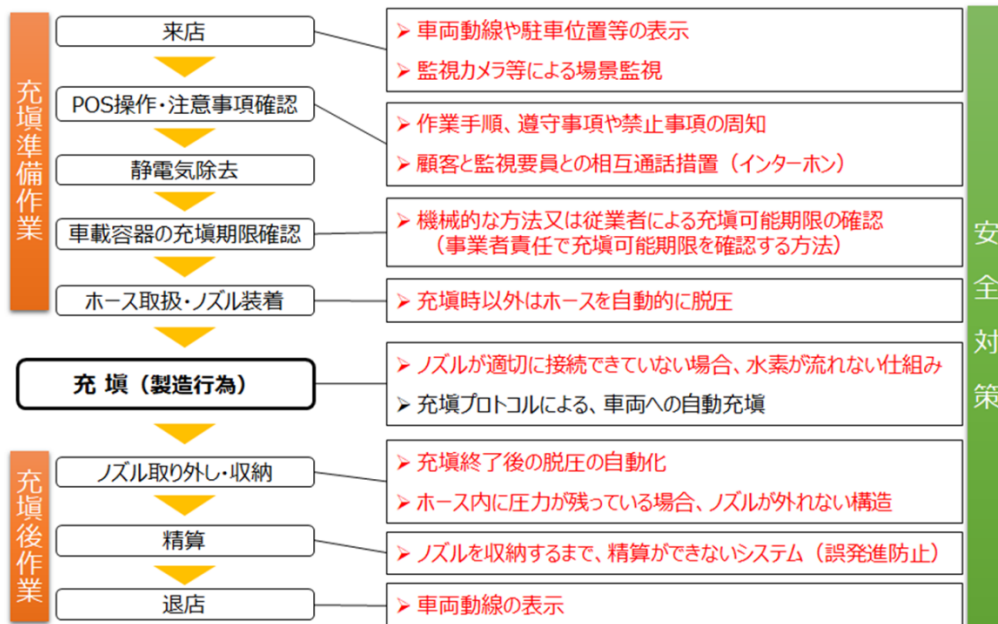 充塡準備作業
来店
➢ 車両動線や駐車位置等の表示
➢ 監視カメラ等による場景監視
POS操作・注意事項確認
➢ 作業手順、遵守事項や禁止事項の周知
➢ 顧客と監視要員との相互通話措置（インターホン）
静電気除去
車載容器の充塡期限確認
➢ 機械的な方法又は従業者による充塡可能期限の確認
（事業者責任で充塡可能期限を確認する方法）
ホース取扱・ノズル装着
➢ 充塡時以外はホースを自動的に脱圧
充 塡（製造行為）
➢ ノズルが適切に接続できていない場合、水素が流れない仕組み
➢ 充塡プロトコルによる、車両への自動充塡
充塡後作業
ノズル取り外し・収納
➢ 充塡終了後の脱圧の自動化
➢ ホース内に圧力が残っている場合、ノズルが外れない構造
精算
➢ ノズルを収納するまで、精算ができないシステム（誤発進防止）
退店
➢ 車両動線の表示
安全対策